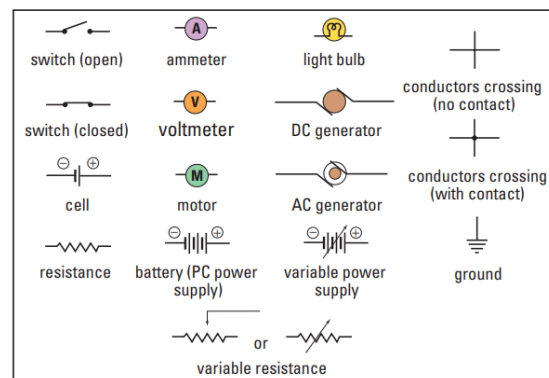 A
switch (open)
ammeter
light bulb
conductors crossing
(no contact)
V
switch (closed)
voltmeter
DC generator
conductors crossing
(with contact)
⊖ ⊕
cell
M
motor
AC generator
resistance
⊖ ⊕
battery (PC power
supply)
⊖ ⊕
variable power
supply
ground
or
variable resistance